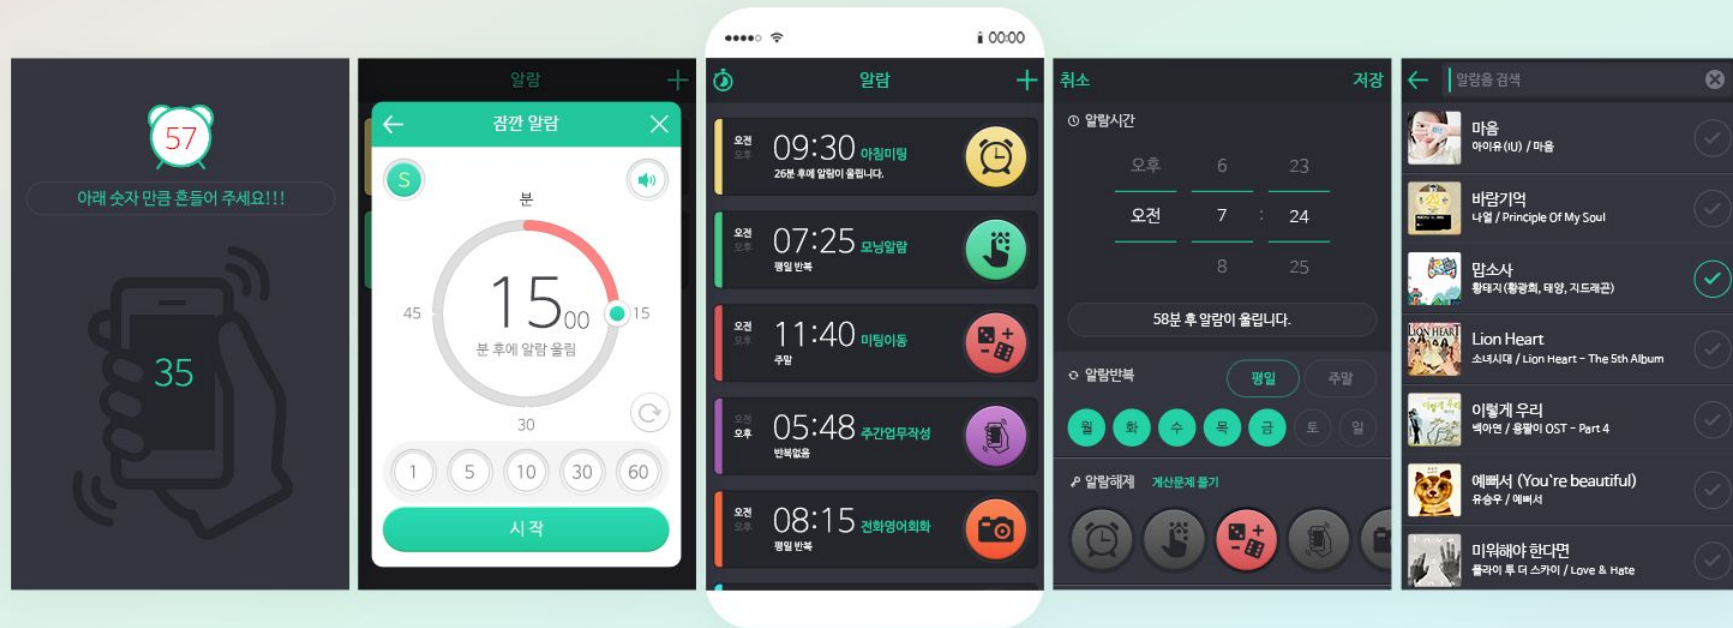 57
아래 숫자 만큼 흔들어 주세요!!!
35
알람
잠깐 알람
S
분
45
15
00
15
분 후에 알람 울림
30
1
5
10
30
60
시작
00:00
알람
오전
오후
09:30 아침미팅
26분 후에 알람이 울립니다.
오전
오후
07:25 모닝알람
평일 반복
오전
오후
11:40 미팅이동
주말
오전
오후
05:48 주간업무작성
반복없음
오전
오후
08:15 전화영어회화
평일 반복
취소
저장
알람시간
오후 6 23
오전 7 : 24
8 25
58분 후 알람이 울립니다.
알람반복
평일
주말
월 화 수 목 금 토 일
알람해제 계산문제 풀기
알람음 검색
마음
아이유(IU) / 마음
바람기억
나얼 / Principle Of My Soul
맙소사
황태지(황광희, 태양, 지드래곤)
LION HEART
Lion Heart
소녀시대 / Lion Heart - The 5th Album
이렇게 우리
백아연 / 용팔이 OST - Part 4
예뻐서 (You`re beautiful)
유승우 / 예뻐서
미워해야 한다면
플라이 투 더 스카이 / Love & Hate